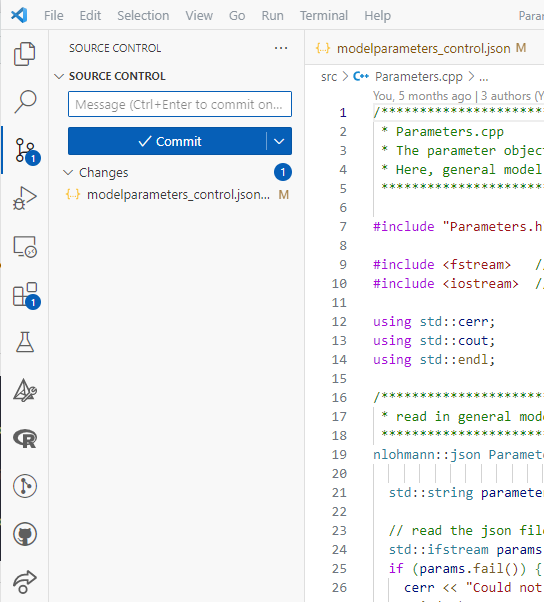 File Edit Selection View Go Run Terminal Help Para
SOURCE CONTROL ...
SOURCE CONTROL
Message (Ctrl+Enter to commit on...
Commit
Changes 1
{} modelparameters_control.json... M
1
1
{} modelparameters_control.json M
src > C++ Parameters.cpp > ...
You, 5 months ago | 3 authors (Y
1 /***********************
2 * Parameters.cpp
3 * The parameter object
4 * Here, general model
5 ***********************
6
7 #include "Parameters.h
8
9 #include <fstream> //
10 #include <iostream> //
11
12 using std::cerr;
13 using std::cout;
14 using std::endl;
15
16 /***********************
17 * read in general mode
18 ***********************
19 nlohmann::json Paramete
20
21 std::string parameter
22
23 // read the json file
24 std::ifstream params
25 if (params.fail()) {
26 cerr << "Could not